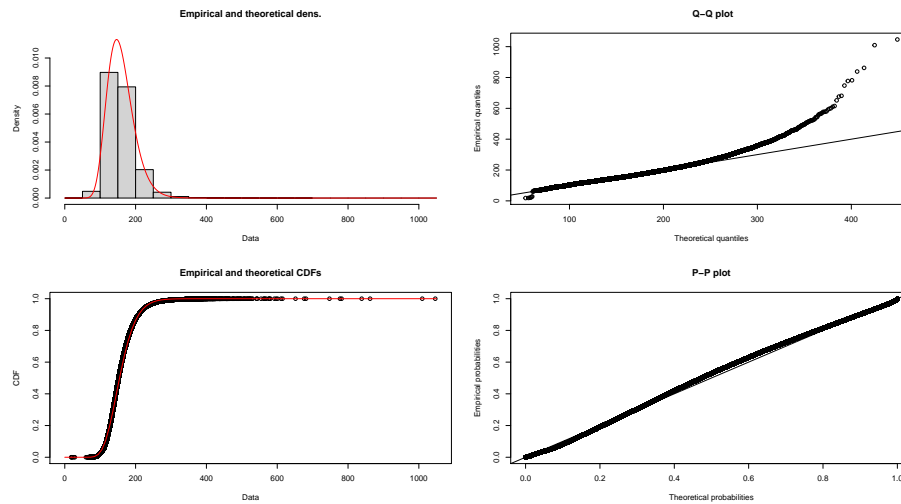 Empirical and theoretical dens.
Density
0.000 0.002 0.004 0.006 0.008 0.010
0 200 400 600 800 1000
Data
Q−Q plot
Empirical quantiles
0 200 400 600 800 1000
100 200 300 400
Theoretical quantiles
Empirical and theoretical CDFs
CDF
0.0 0.2 0.4 0.6 0.8 1.0
0 200 400 600 800 1000
Data
P−P plot
Empirical probabilities
0.0 0.2 0.4 0.6 0.8 1.0
0.0 0.2 0.4 0.6 0.8 1.0
Theoretical probabilities